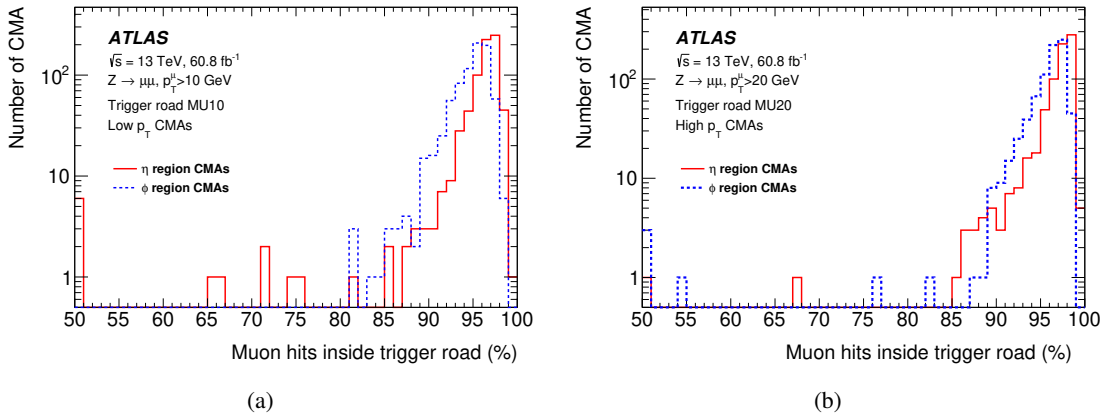 Number of CMA
10²
10
1
ATLAS
√s = 13 TeV, 60.8 fb⁻¹
Z → μμ, p_T^μ>10 GeV
Trigger road MU10
Low p_T CMAs
η region CMAs
ϕ region CMAs
50 55 60 65 70 75 80 85 90 95 100
Muon hits inside trigger road (%)
(a)
Number of CMA
10²
10
1
ATLAS
√s = 13 TeV, 60.8 fb⁻¹
Z → μμ, p_T^μ>20 GeV
Trigger road MU20
High p_T CMAs
η region CMAs
ϕ region CMAs
50 55 60 65 70 75 80 85 90 95 100
Muon hits inside trigger road (%)
(b)